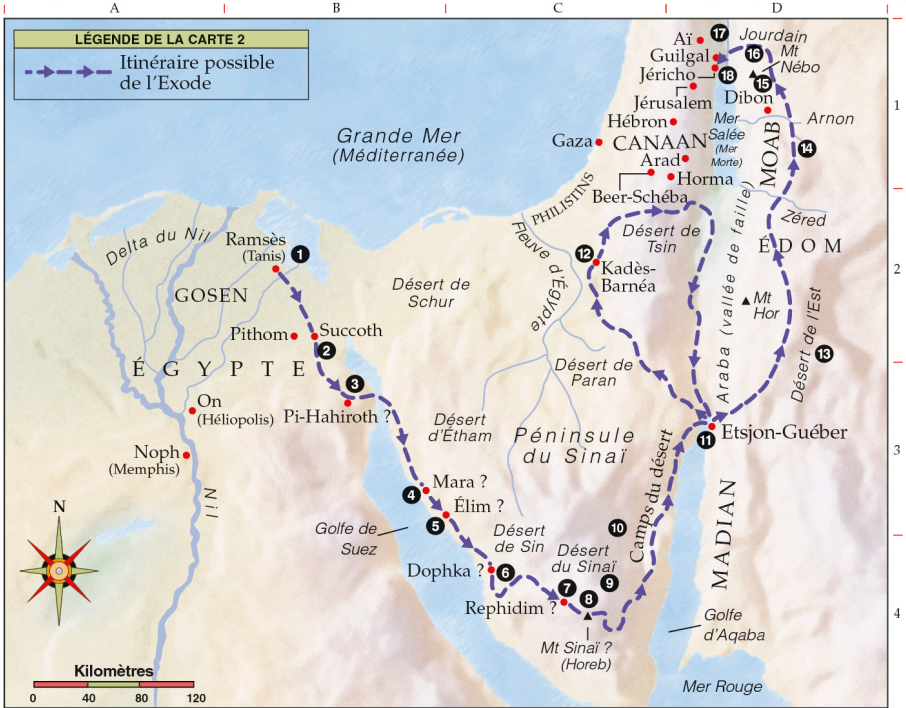 A B C D
LÉGENDE DE LA CARTE 2
Itinéraire possible
de l'Exode
1
2
3
4
Grande Mer
(Méditerranée)
17
Jourdain
Aï
Guilgal
16
Mt
Nébo
Jéricho
18
15
Jérusalem
Dibon
Hébron
Mer
Salée
(Mer
Morte)
Arnon
Gaza
CANAAN
MOAB
14
Arad
Horma
Beer-Schéba
PHILISTINS
Zéred
Désert de
Tsin
ÉDOM
Fleuve d'Égypte
12
Kadès-
Barnéa
Araba (vallée de faille)
Mt
Hor
Désert de l'Est
13
Delta du Nil
Ramsès
(Tanis)
1
GOSEN
Désert de
Schur
Pithom
Succoth
2
ÉGYPTE
3
Pi-Hahiroth ?
On
(Héliopolis)
Noph
(Memphis)
Nil
Désert de
Paran
Désert
d'Étham
Péninsule
du Sinaï
11
Etsjon-Guéber
Camps du désert
MADIAN
Mara ?
4
Élim ?
5
Golfe de
Suez
Désert
de Sin
10
Dophka ?
6
Désert
du Sinaï
7
8
9
Rephidim ?
Mt Sinaï ?
(Horeb)
Golfe
d'Aqaba
Mer Rouge
N
Kilomètres
0 40 80 120